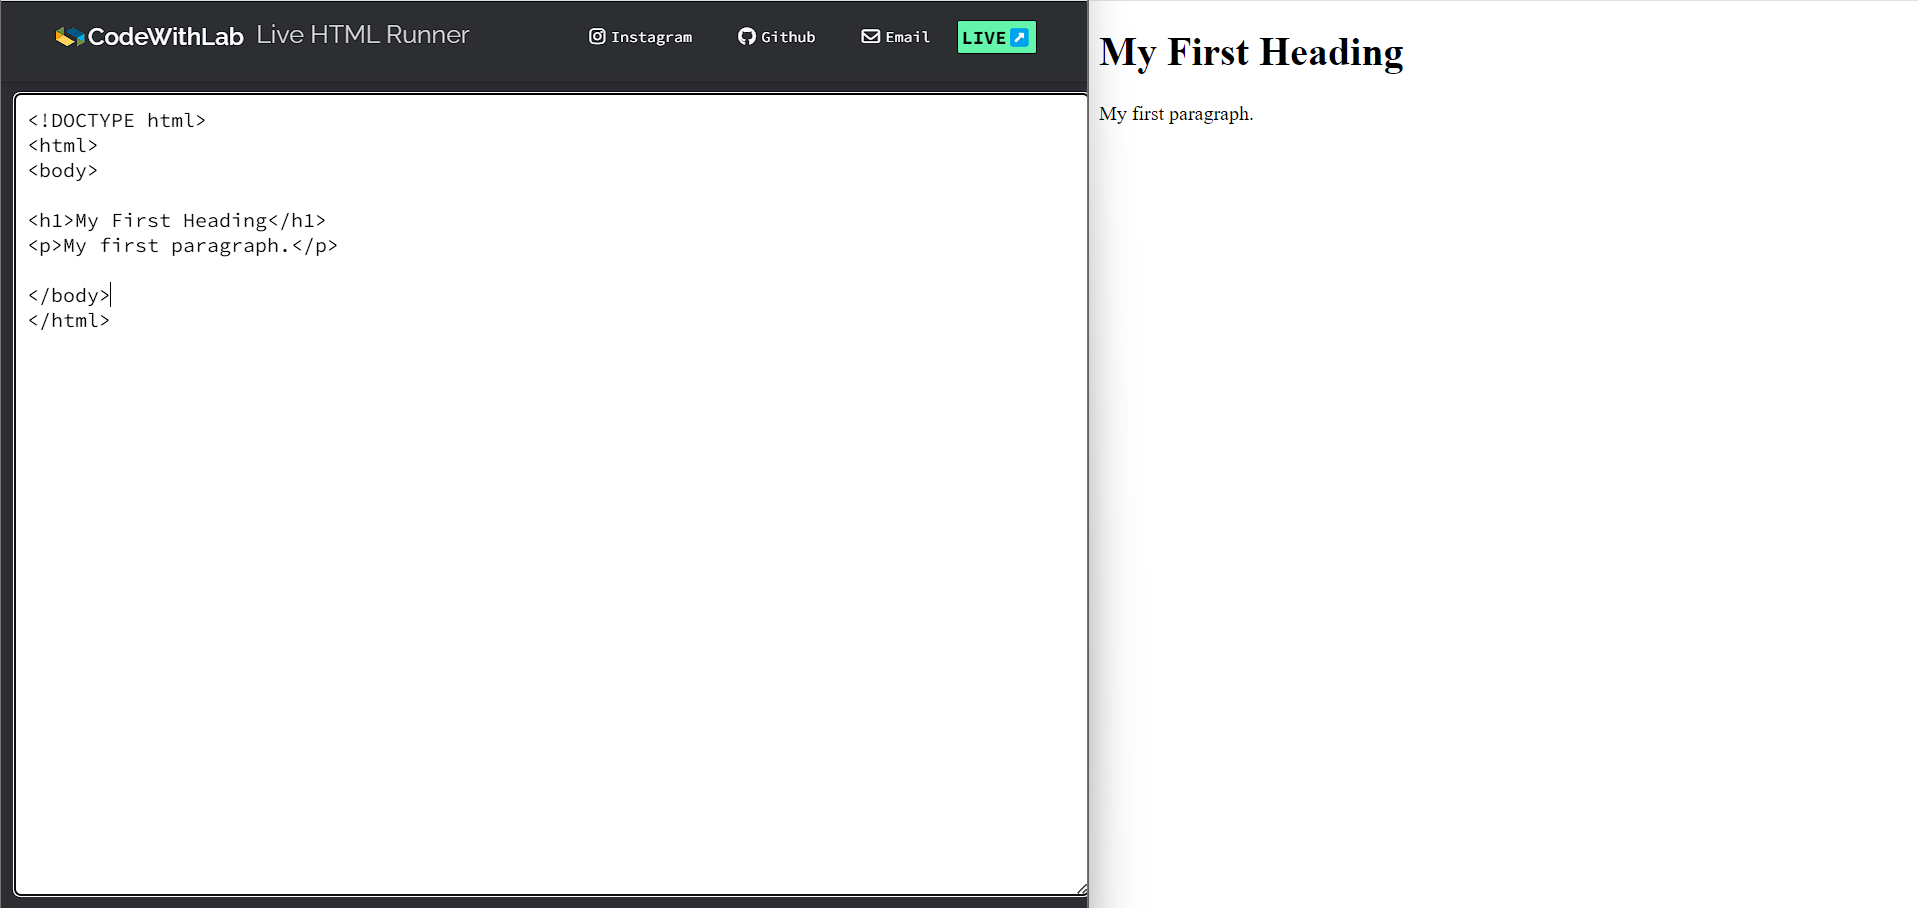 CodeWithLab Live HTML Runner Instagram Github Email LIVE
<!DOCTYPE html>
<html>
<body>
<h1>My First Heading</h1>
<p>My first paragraph.</p>
</body>
</html>
My First Heading
My first paragraph.